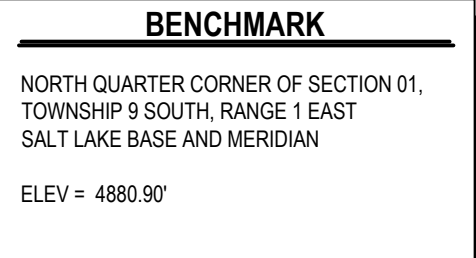 BENCHMARK
NORTH QUARTER CORNER OF SECTION 01,
TOWNSHIP 9 SOUTH, RANGE 1 EAST
SALT LAKE BASE AND MERIDIAN
ELEV =  4880.90'